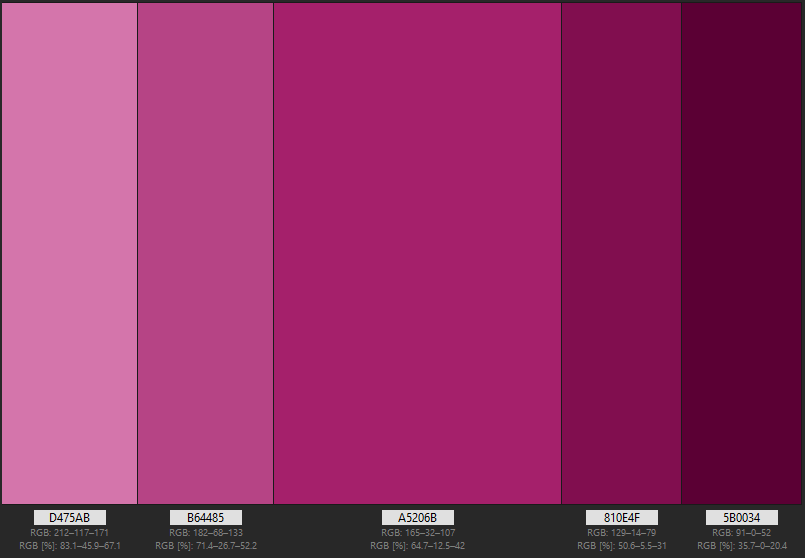 D475AB
RGB: 212–117–171
RGB [%]: 83.1–45.9–67.1
B64485
RGB: 182–68–133
RGB [%]: 71.4–26.7–52.2
A5206B
RGB: 165–32–107
RGB [%]: 64.7–12.5–42
810E4F
RGB: 129–14–79
RGB [%]: 50.6–5.5–31
5B0034
RGB: 91–0–52
RGB [%]: 35.7–0–20.4